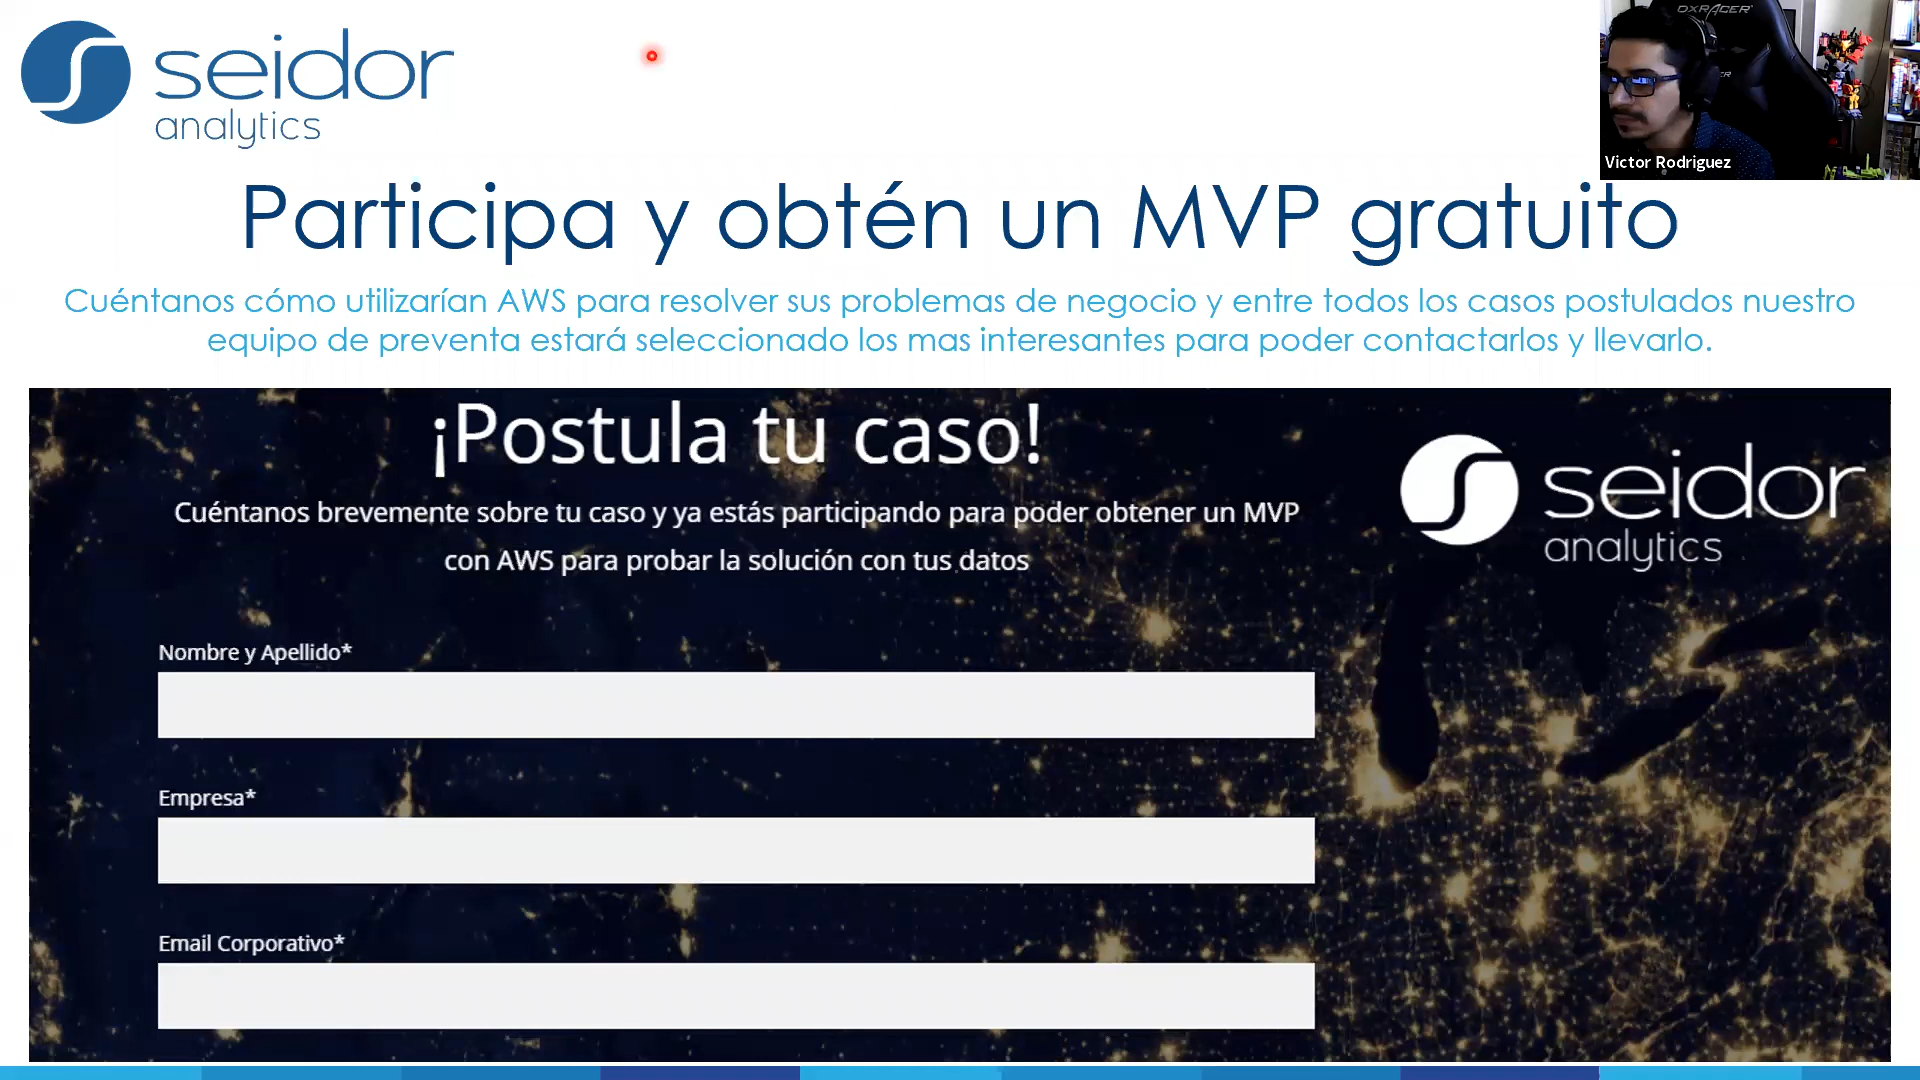 seidor
analytics
OXRACER
Victor Rodriguez
Participa y obtén un MVP gratuito
Cuéntanos cómo utilizarían AWS para resolver sus problemas de negocio y entre todos los casos postulados nuestro
equipo de preventa estará seleccionado los mas interesantes para poder contactarlos y llevarlo.
¡Postula tu caso!
Cuéntanos brevemente sobre tu caso y ya estás participando para poder obtener un MVP
con AWS para probar la solución con tus datos
seidor
analytics
Nombre y Apellido*
Empresa*
Email Corporativo*